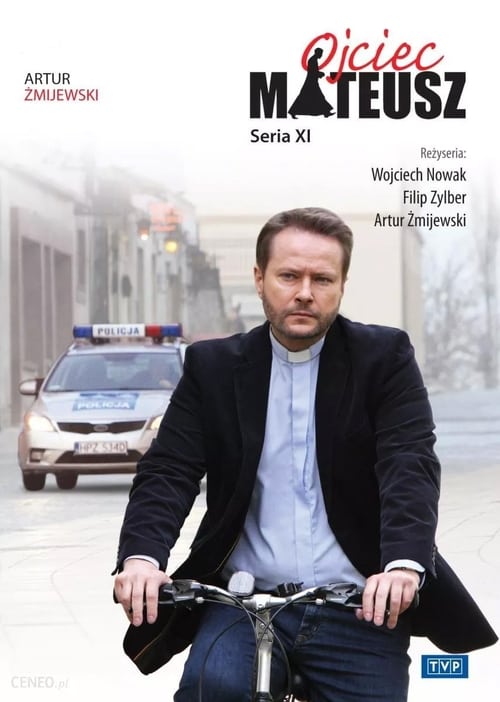 ARTUR
ŻMIJEWSKI
Ojciec
MATEUSZ
Seria XI
Reżyseria:
Wojciech Nowak
Filip Zylber
Artur Żmijewski
POLICJA
POLICJA
HPZ S34D
TVP
CENEO.pl